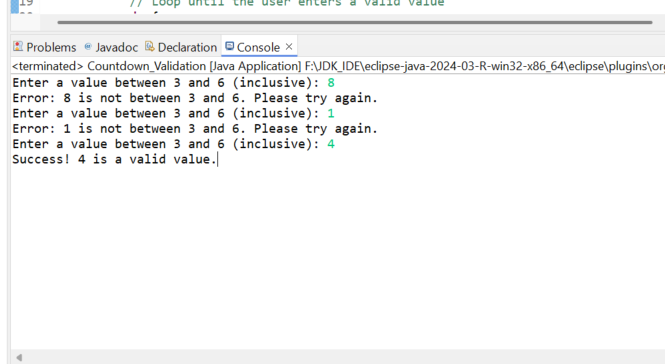 19 // Loop until the user enters a valid value
Problems Javadoc Declaration Console ×
<terminated> Countdown_Validation [Java Application] F:\JDK_IDE\eclipse-java-2024-03-R-win32-x86_64\eclipse\plugins\org
Enter a value between 3 and 6 (inclusive): 8
Error: 8 is not between 3 and 6. Please try again.
Enter a value between 3 and 6 (inclusive): 1
Error: 1 is not between 3 and 6. Please try again.
Enter a value between 3 and 6 (inclusive): 4
Success! 4 is a valid value.